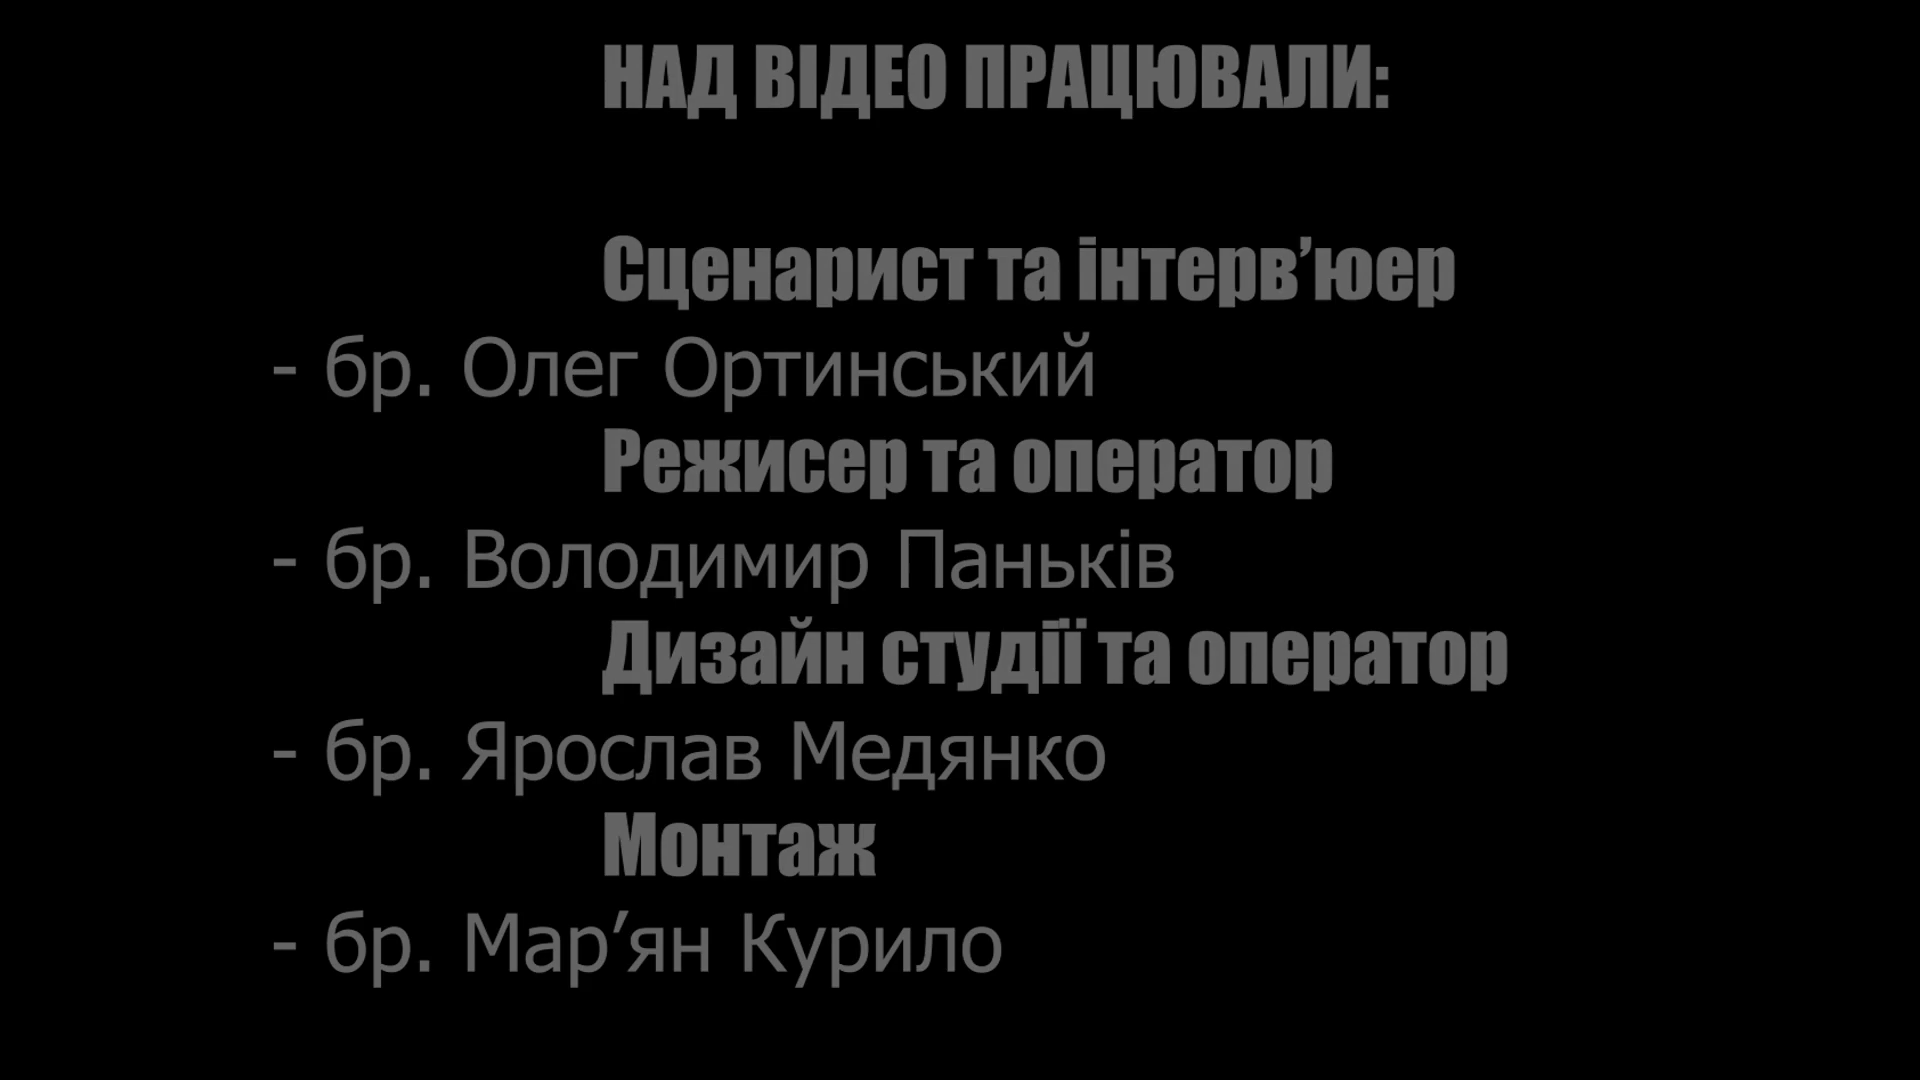 НАД ВІДЕО ПРАЦЮВАЛИ:
Сценарист та інтерв’юер
- бр. Олег Ортинський
Режисер та оператор
- бр. Володимир Паньків
Дизайн студії та оператор
- бр. Ярослав Медянко
Монтаж
- бр. Мар’ян Курило